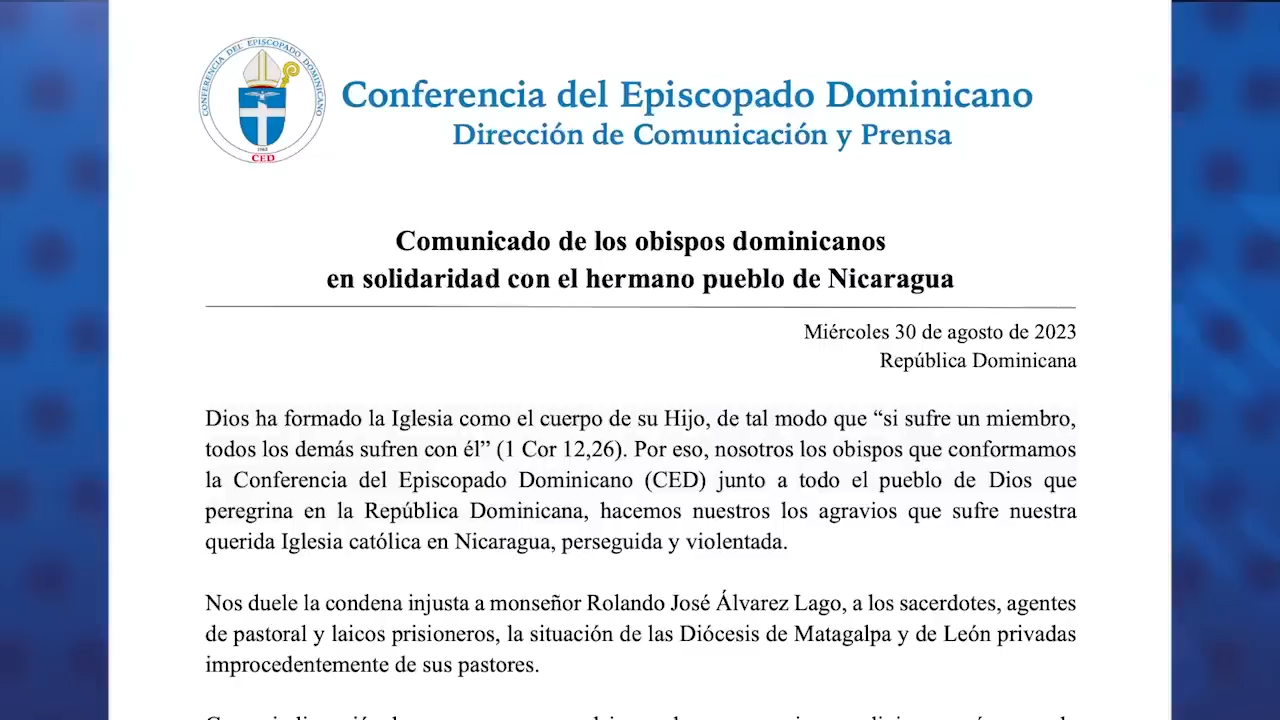 CONFERENCIA DEL EPISCOPADO DOMINICANO
1962
CED
Conferencia del Episcopado Dominicano
Dirección de Comunicación y Prensa
Comunicado de los obispos dominicanos
en solidaridad con el hermano pueblo de Nicaragua
Miércoles 30 de agosto de 2023
República Dominicana
Dios ha formado la Iglesia como el cuerpo de su Hijo, de tal modo que “si sufre un miembro,
todos los demás sufren con él” (1 Cor 12,26). Por eso, nosotros los obispos que conformamos
la Conferencia del Episcopado Dominicano (CED) junto a todo el pueblo de Dios que
peregrina en la República Dominicana, hacemos nuestros los agravios que sufre nuestra
querida Iglesia católica en Nicaragua, perseguida y violentada.
Nos duele la condena injusta a monseñor Rolando José Álvarez Lago, a los sacerdotes, agentes
de pastoral y laicos prisioneros, la situación de las Diócesis de Matagalpa y de León privadas
improcedentemente de sus pastores.